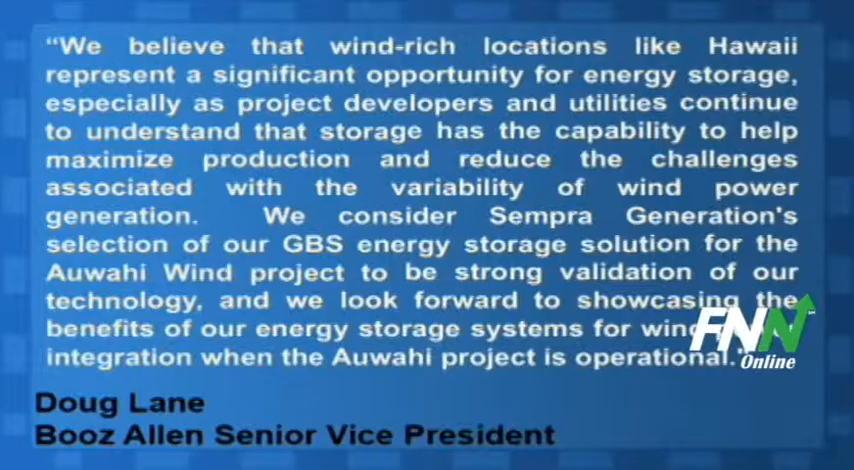 “We believe that wind-rich locations like Hawaii
represent a significant opportunity for energy storage,
especially as project developers and utilities continue
to understand that storage has the capability to help
maximize production and reduce the challenges
associated with the variability of wind power
generation. We consider Sempra Generation's
selection of our GBS energy storage solution for the
Auwahi Wind project to be strong validation of our
technology, and we look forward to showcasing the
benefits of our energy storage systems for wind
integration when the Auwahi project is operational."
FNN
Online
Doug Lane
Booz Allen Senior Vice President